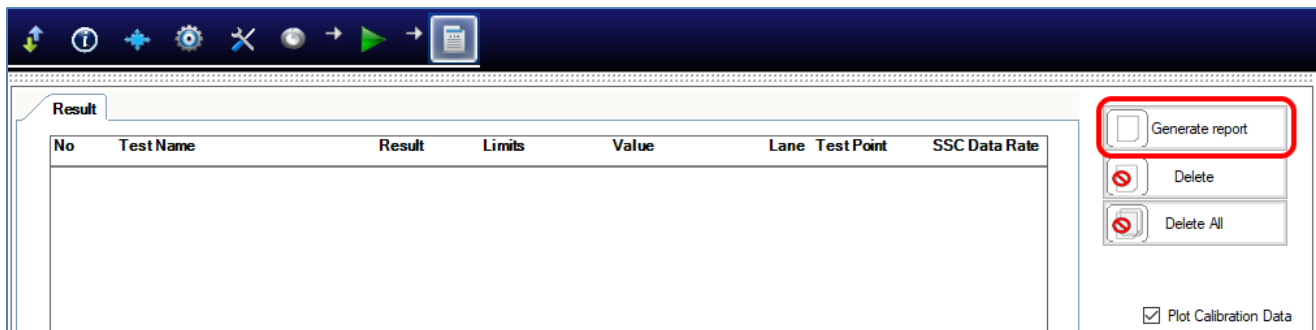 Result
No Test Name Result Limits Value Lane Test Point SSC Data Rate
Generate report
Delete
Delete All
Plot Calibration Data